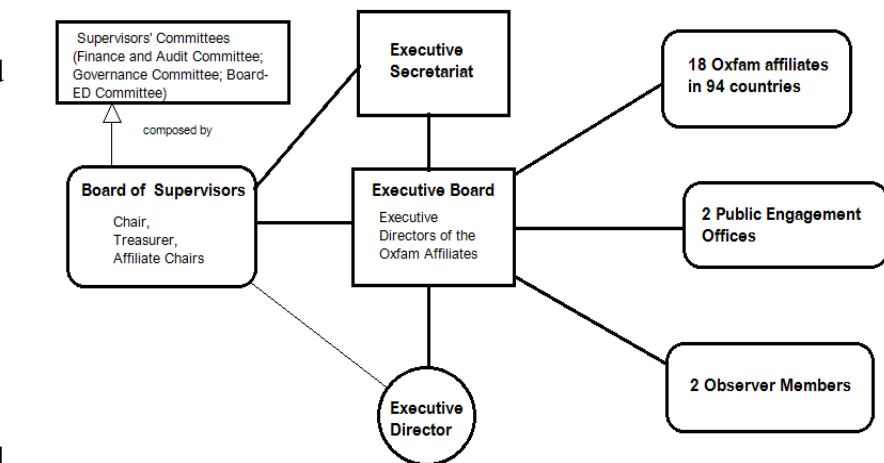 Supervisors' Committees
(Finance and Audit Committee;
Governance Committee; Board-
ED Committee)
composed by
Board of Supervisors
Chair,
Treasurer,
Affiliate Chairs
Executive
Secretariat
Executive Board
Executive
Directors of the
Oxfam Affiliates
Executive
Director
18 Oxfam affiliates
in 94 countries
2 Public Engagement
Offices
2 Observer Members